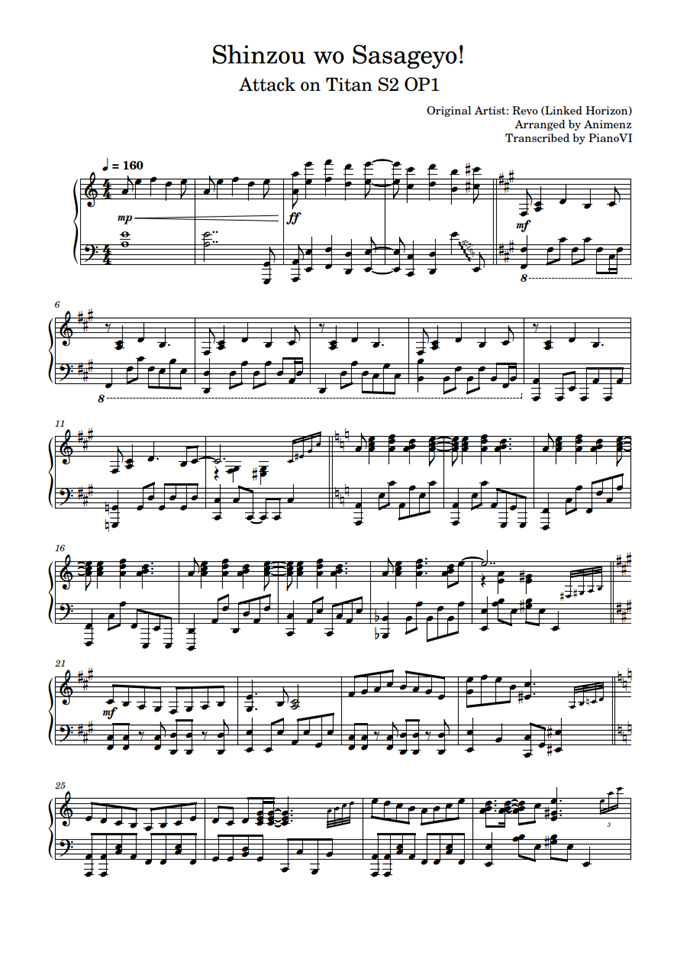 Shinzou wo Sasageyo!
Attack on Titan S2 OP1
Original Artist: Revo (Linked Horizon)
Arranged by Animenz
Transcribed by PianoVI
♩ = 160
mp
ff
mf
8
6
8
11
16
21
mf
25
3